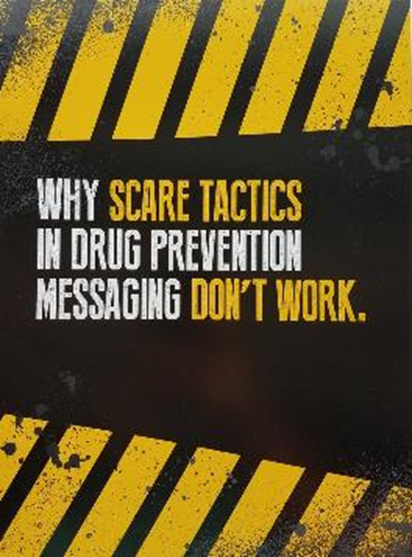 WHY SCARE TACTICS
IN DRUG PREVENTION
MESSAGING DON'T WORK.